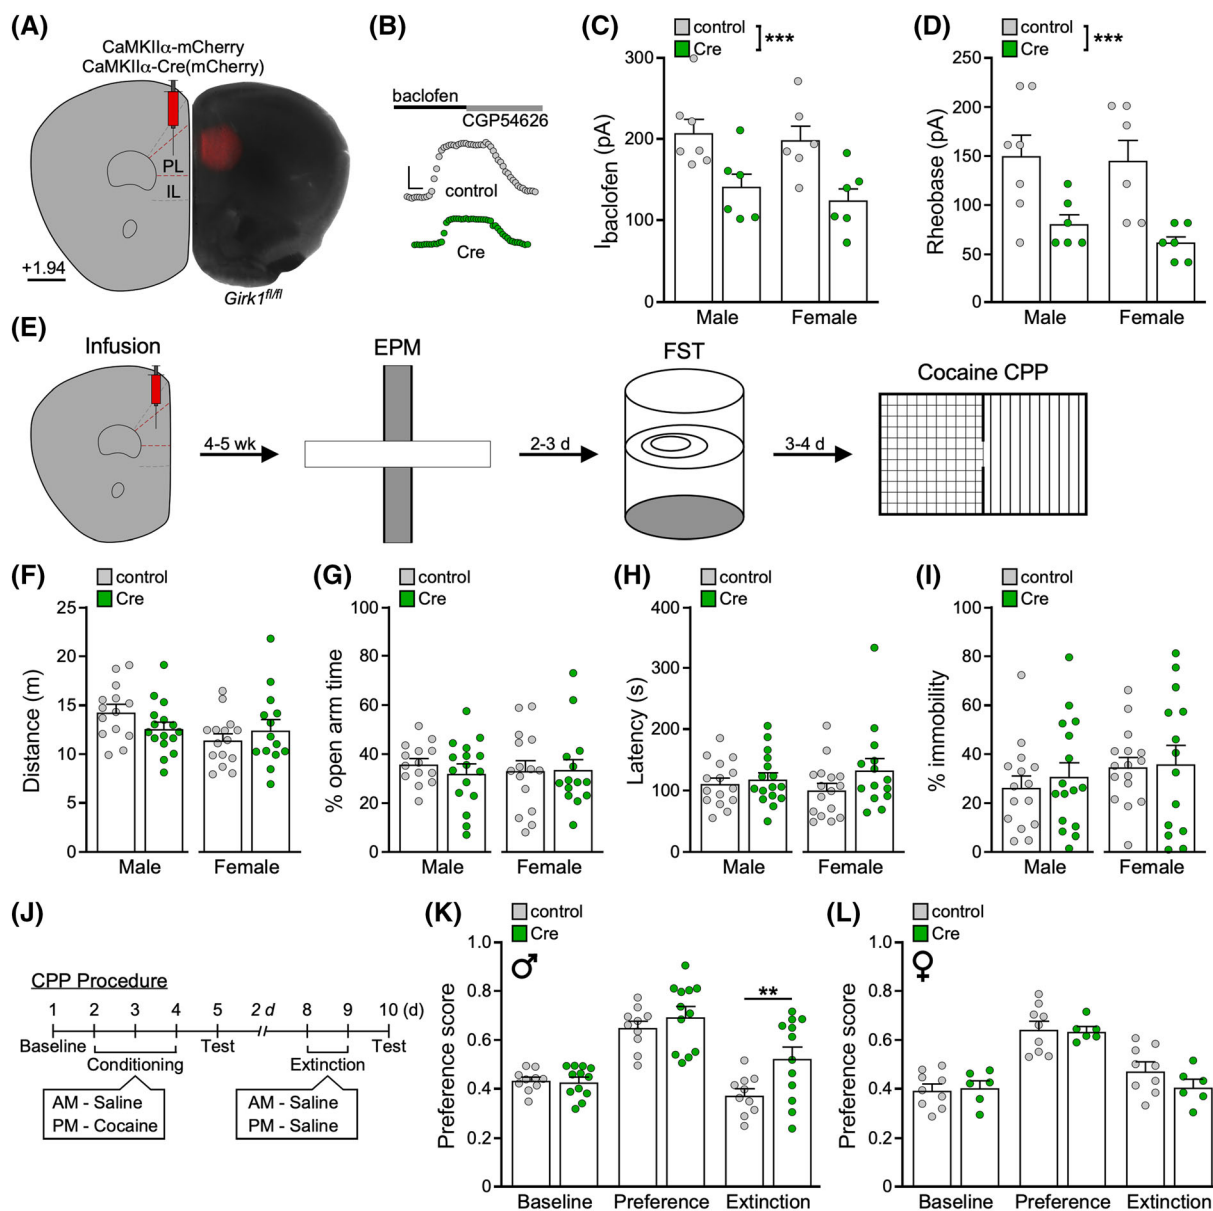 (A)
CaMKIIα-mCherry
CaMKIIα-Cre(mCherry)
PL
IL
+1.94
Girk1fl/fl
(B)
baclofen
CGP54626
control
Cre
(C)
control
Cre
***
Ibaclofen (pA)
300
200
100
0
Male
Female
(D)
control
Cre
***
Rheobase (pA)
250
200
150
100
50
0
Male
Female
(E)
Infusion
4-5 wk
EPM
2-3 d
FST
3-4 d
Cocaine CPP
(F)
control
Cre
Distance (m)
25
20
15
10
5
0
Male
Female
(G)
control
Cre
% open arm time
100
80
60
40
20
0
Male
Female
(H)
control
Cre
Latency (s)
400
300
200
100
0
Male
Female
(I)
control
Cre
% immobility
100
80
60
40
20
0
Male
Female
(J)
CPP Procedure
1 2 3 4 5 2 d 8 9 10 (d)
Baseline Test Test
Conditioning Extinction
AM - Saline
PM - Cocaine
AM - Saline
PM - Saline
(K)
control
Cre
♂
**
Preference score
1.0
0.8
0.6
0.4
0.2
0
Baseline
Preference
Extinction
(L)
control
Cre
♀
Preference score
1.0
0.8
0.6
0.4
0.2
0
Baseline
Preference
Extinction